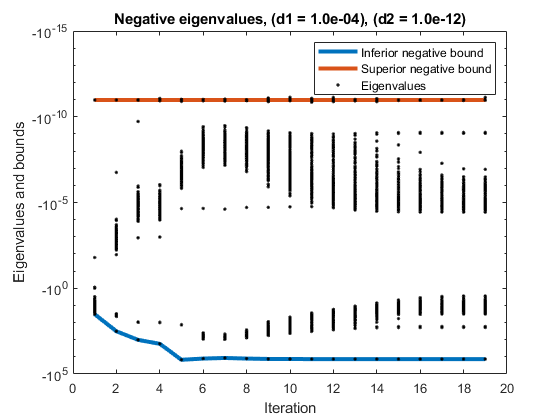 Negative eigenvalues, (d1 = 1.0e-04), (d2 = 1.0e-12)
-10^-15
Inferior negative bound
Superior negative bound
Eigenvalues
-10^-10
-10^-5
-10^0
-10^5
Eigenvalues and bounds
0 2 4 6 8 10 12 14 16 18 20
Iteration